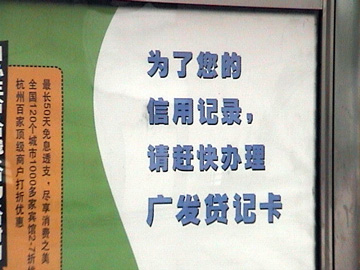 为了您的
信用记录，
请赶快办理
广发贷记卡
最长50天免息透支，尽享消费之美
全国120个城市1000多家宾馆2-7折
杭州百家顶级商户打折优惠